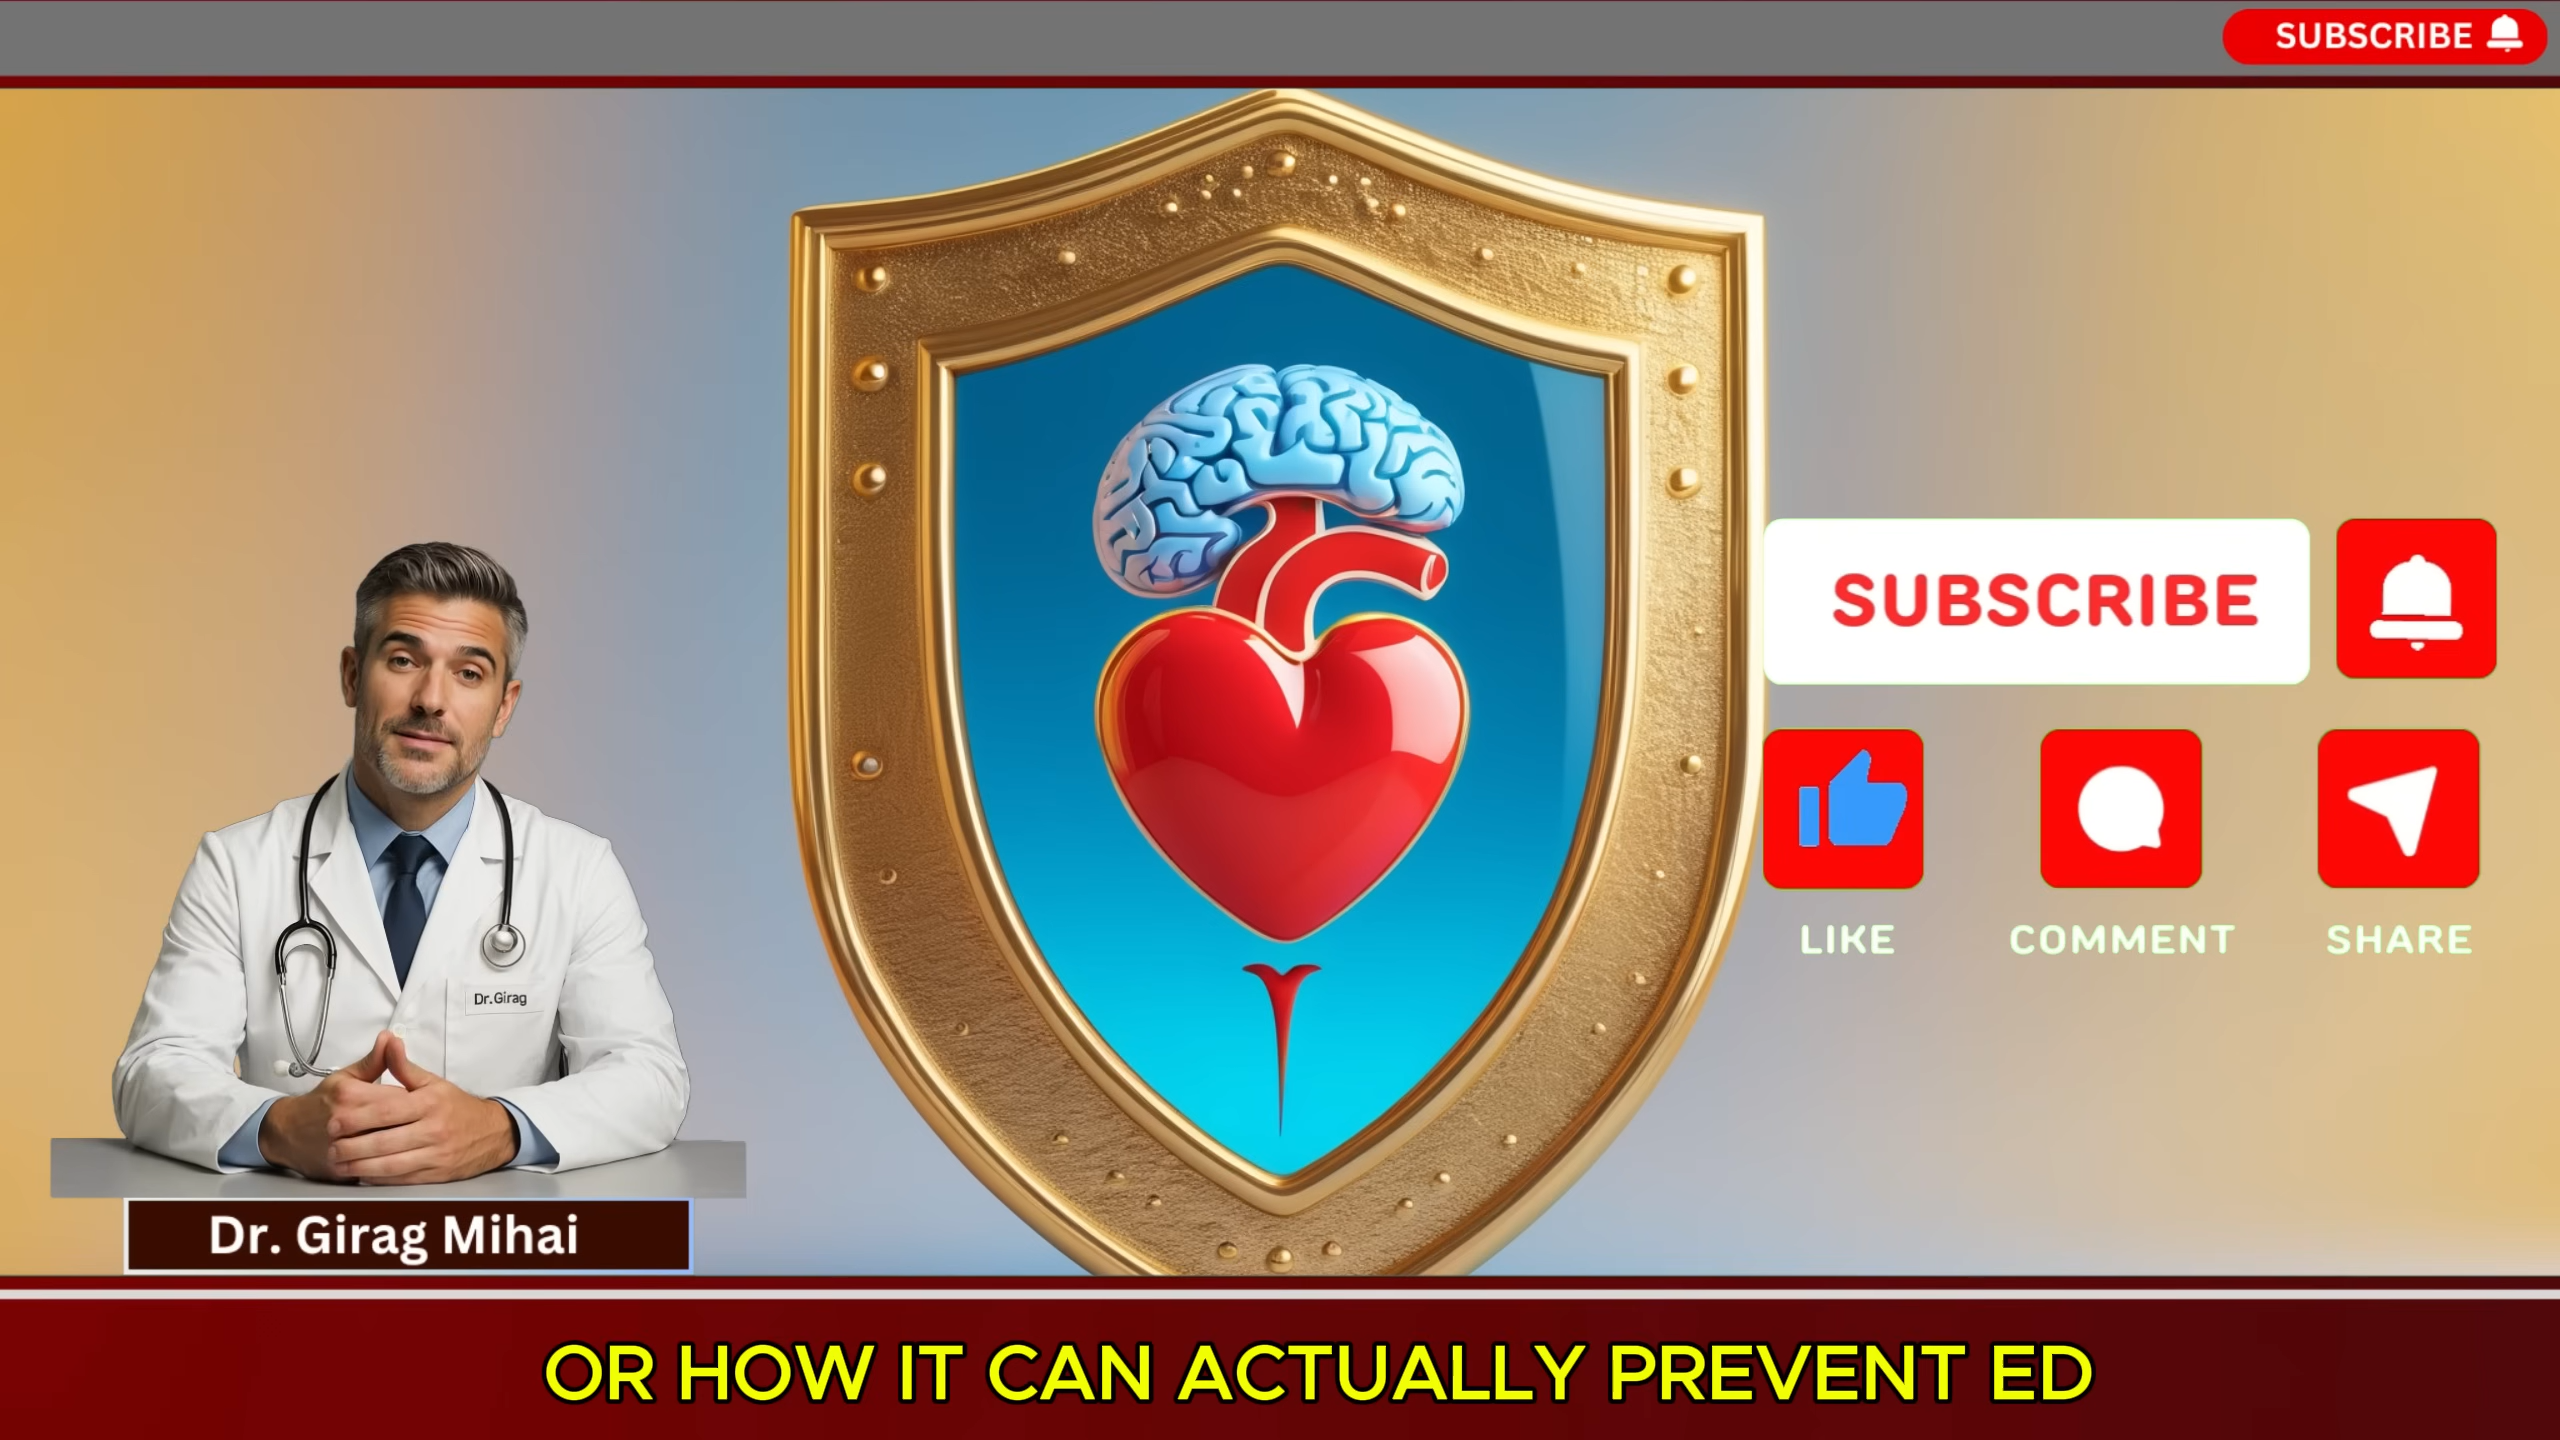 SUBSCRIBE
SUBSCRIBE
LIKE
COMMENT
SHARE
Dr.Girag
Dr. Girag Mihai
OR HOW IT CAN ACTUALLY PREVENT ED